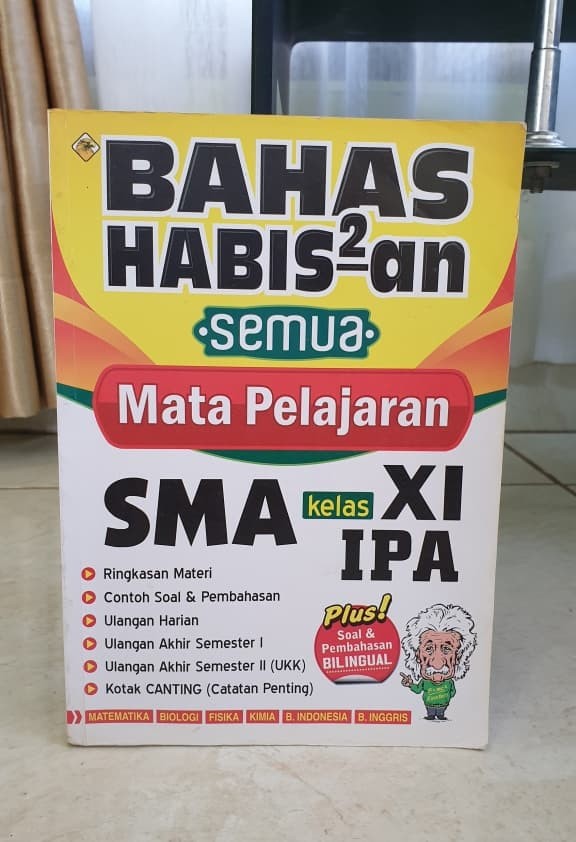 BAHAS
HABIS²an
semua
Mata Pelajaran
SMA kelas XI
IPA
Ringkasan Materi
Contoh Soal & Pembahasan
Ulangan Harian
Ulangan Akhir Semester I
Ulangan Akhir Semester II (UKK)
Kotak CANTING (Catatan Penting)
Plus!
Soal &
Pembahasan
BILINGUAL
MATEMATIKA BIOLOGI FISIKA KIMIA B. INDONESIA B. INGGRIS